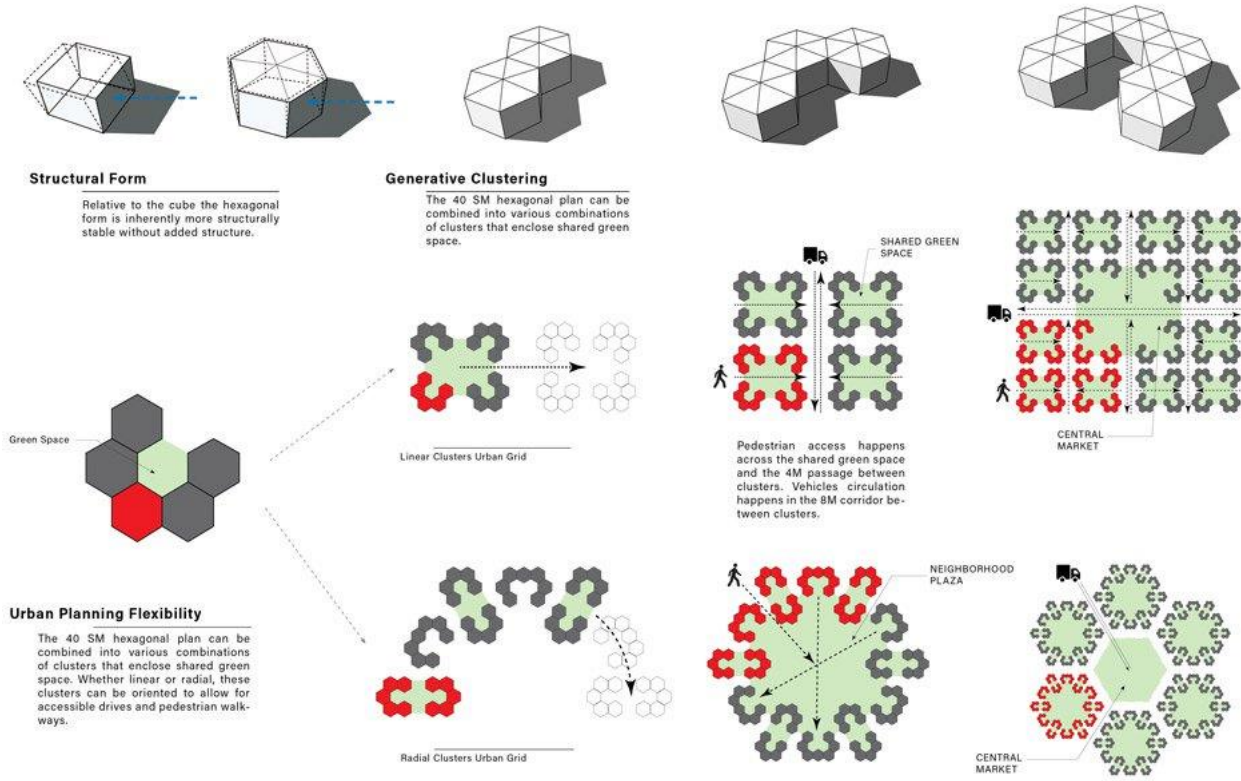 Structural Form
Relative to the cube the hexagonal
form is inherently more structurally
stable without added structure.
Generative Clustering
The 40 SM hexagonal plan can be
combined into various combinations
of clusters that enclose shared green
space.
SHARED GREEN
SPACE
Green Space
Linear Clusters Urban Grid
Pedestrian access happens
across the shared green space
and the 4M passage between
clusters. Vehicles circulation
happens in the 8M corridor be-
tween clusters.
CENTRAL
MARKET
Urban Planning Flexibility
The 40 SM hexagonal plan can be
combined into various combinations
of clusters that enclose shared green
space. Whether linear or radial, these
clusters can be oriented to allow for
accessible drives and pedestrian walk-
ways.
Radial Clusters Urban Grid
NEIGHBORHOOD
PLAZA
CENTRAL
MARKET